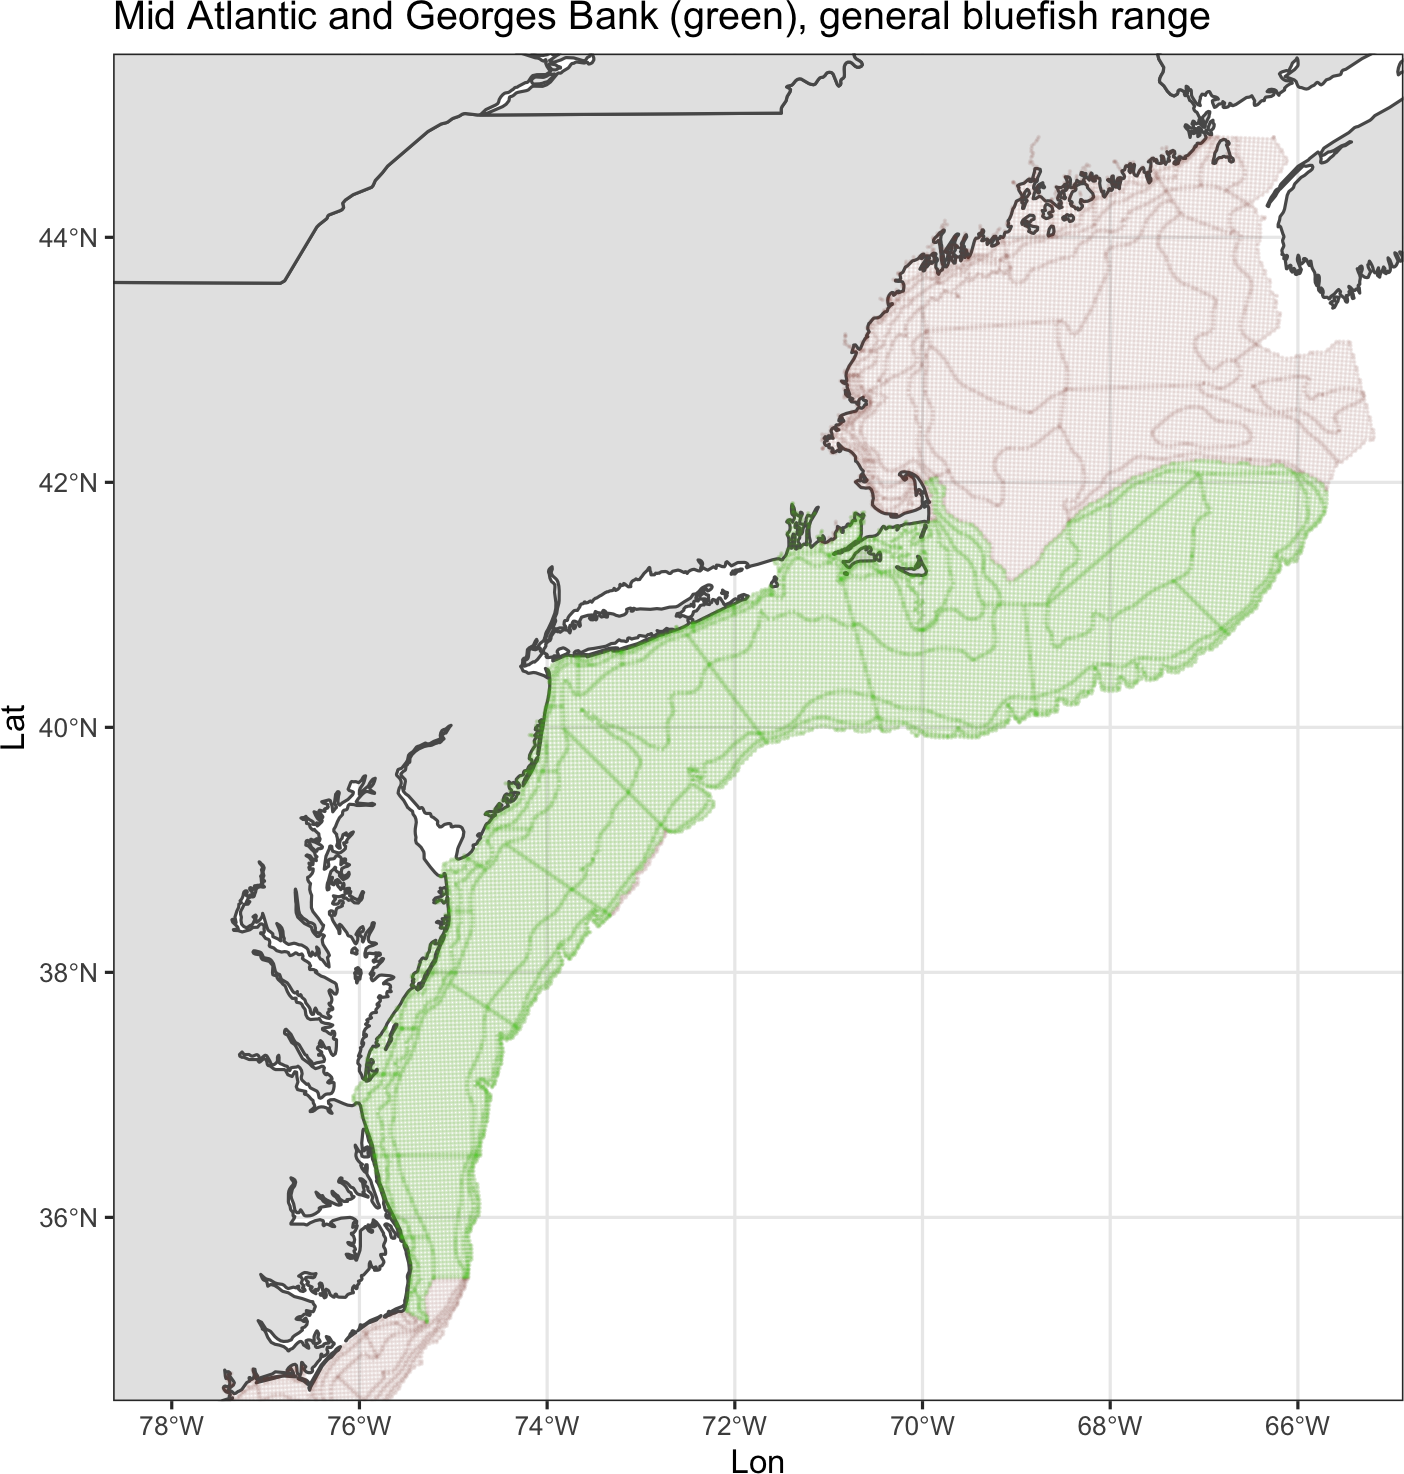 Mid Atlantic and Georges Bank (green), general bluefish range
44°N
42°N
40°N
38°N
36°N
Lat
78°W 76°W 74°W 72°W 70°W 68°W 66°W
Lon